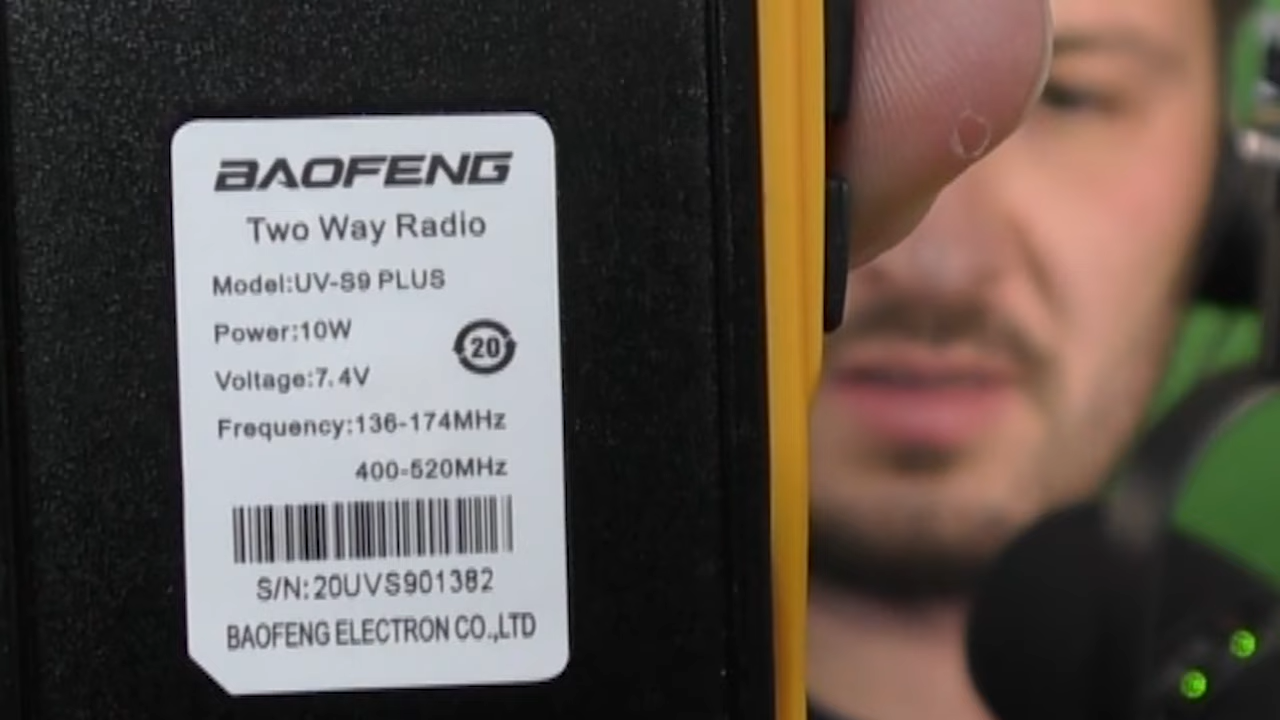 BAOFENG
Two Way Radio
Model:UV-S9 PLUS
Power:10W
20
Voltage:7.4V
Frequency:136-174MHz
400-520MHz
S/N:20UVS901382
BAOFENG ELECTRON CO.,LTD